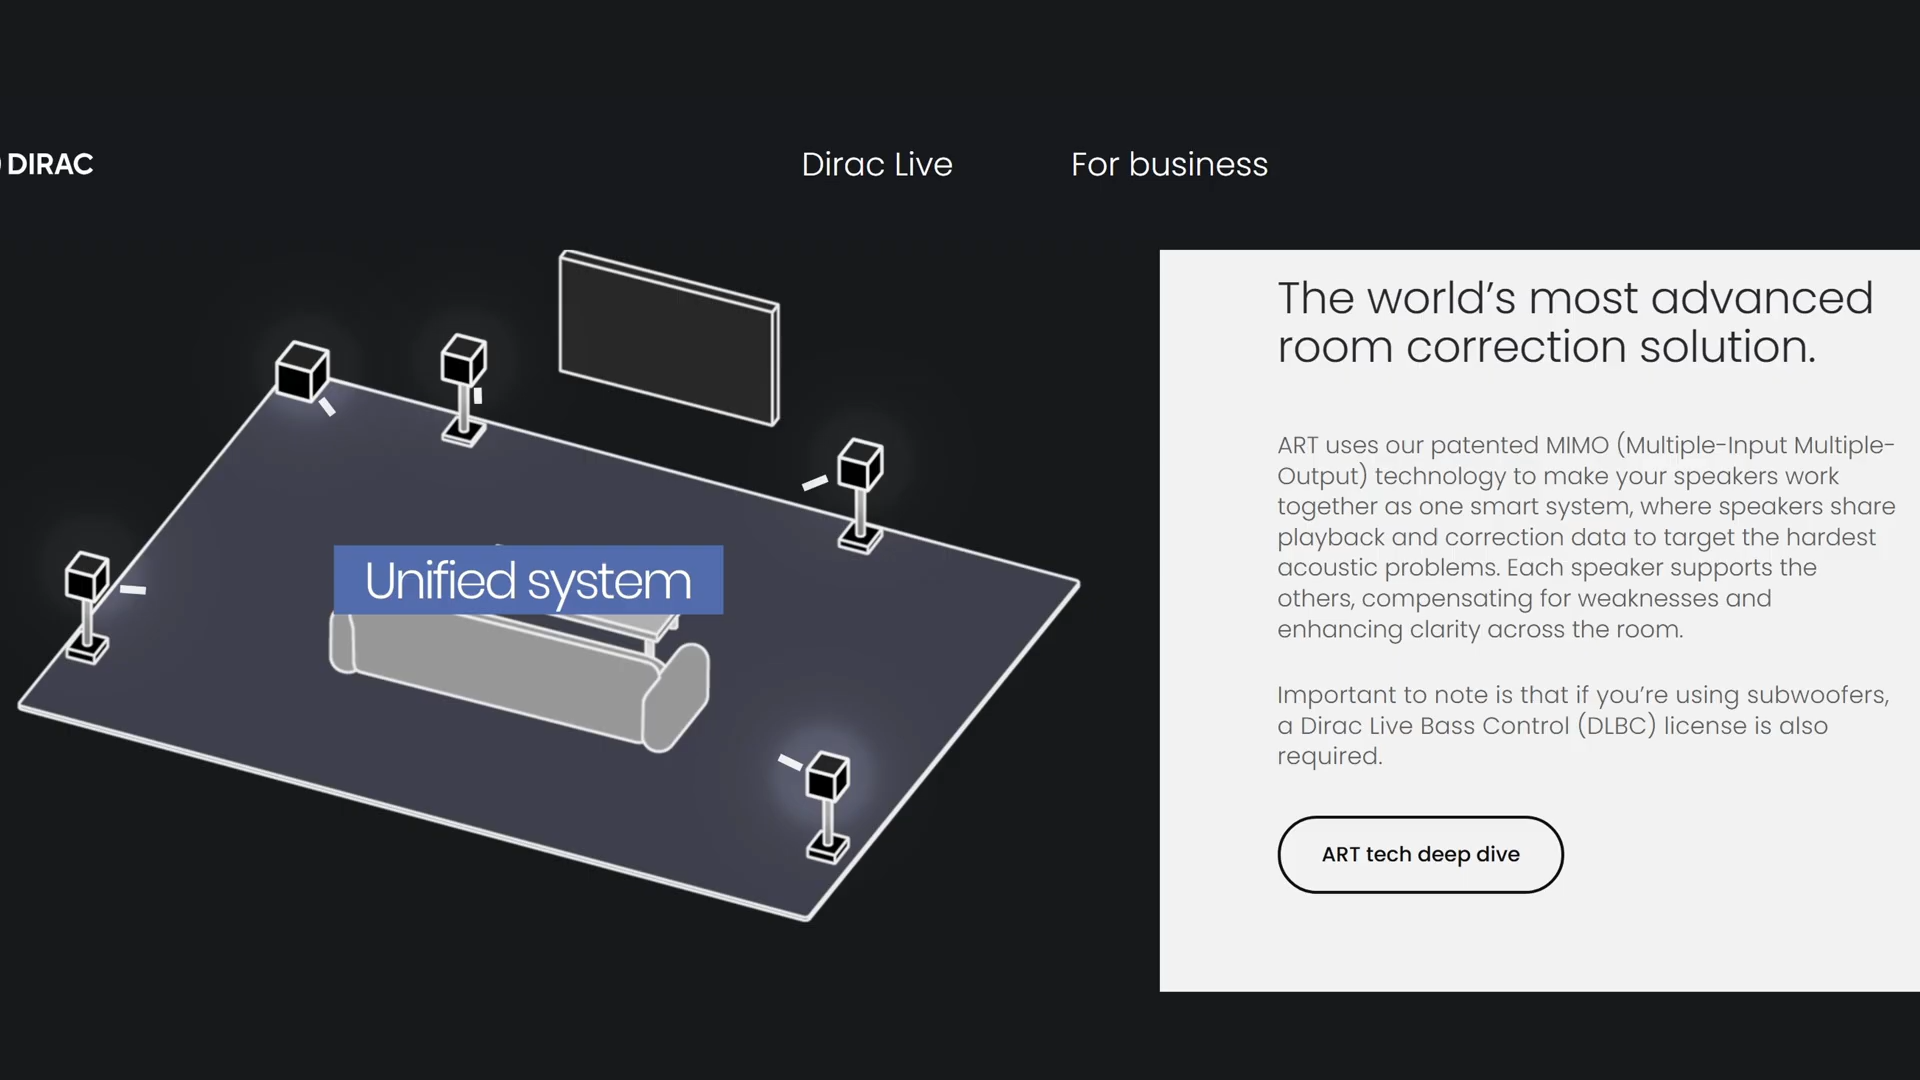 DIRAC
Dirac Live
For business
Unified system
The world’s most advanced
room correction solution.
ART uses our patented MIMO (Multiple-Input Multiple-
Output) technology to make your speakers work
together as one smart system, where speakers share
playback and correction data to target the hardest
acoustic problems. Each speaker supports the
others, compensating for weaknesses and
enhancing clarity across the room.
Important to note is that if you’re using subwoofers,
a Dirac Live Bass Control (DLBC) license is also
required.
ART tech deep dive